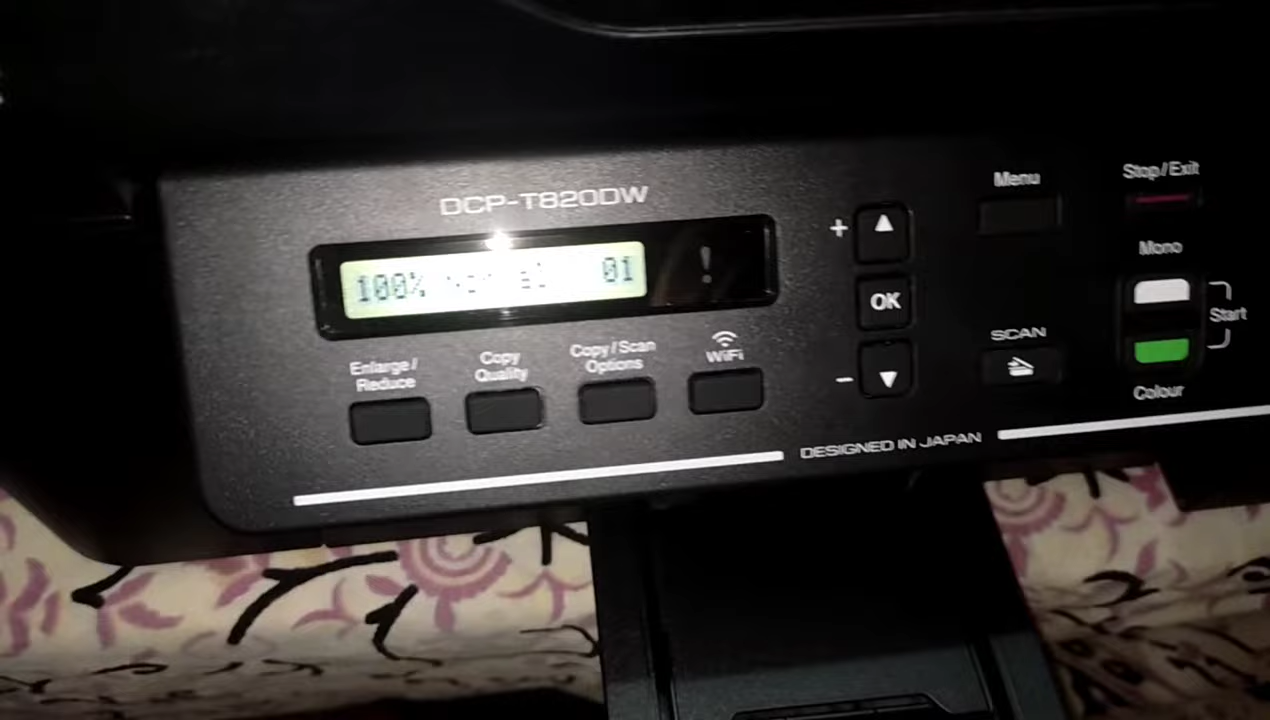 DCP-T820DW
100% Normal 01
!
Enlarge/
Reduce
Copy
Quality
Copy/Scan
Options
WiFi
+
OK
-
Menu
SCAN
Stop/Exit
Mono
Start
Colour
DESIGNED IN JAPAN